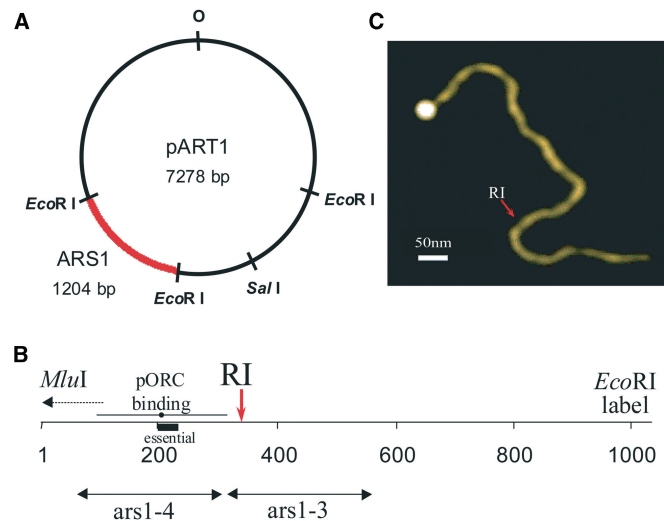 A
O
pART1
7278 bp
EcoR I
EcoR I
ARS1
1204 bp
EcoR I
Sal I
C
RI
50nm
B
MluI
pORC
binding
RI
EcoRI
label
essential
1 200 400 600 800 1000
ars1-4 ars1-3